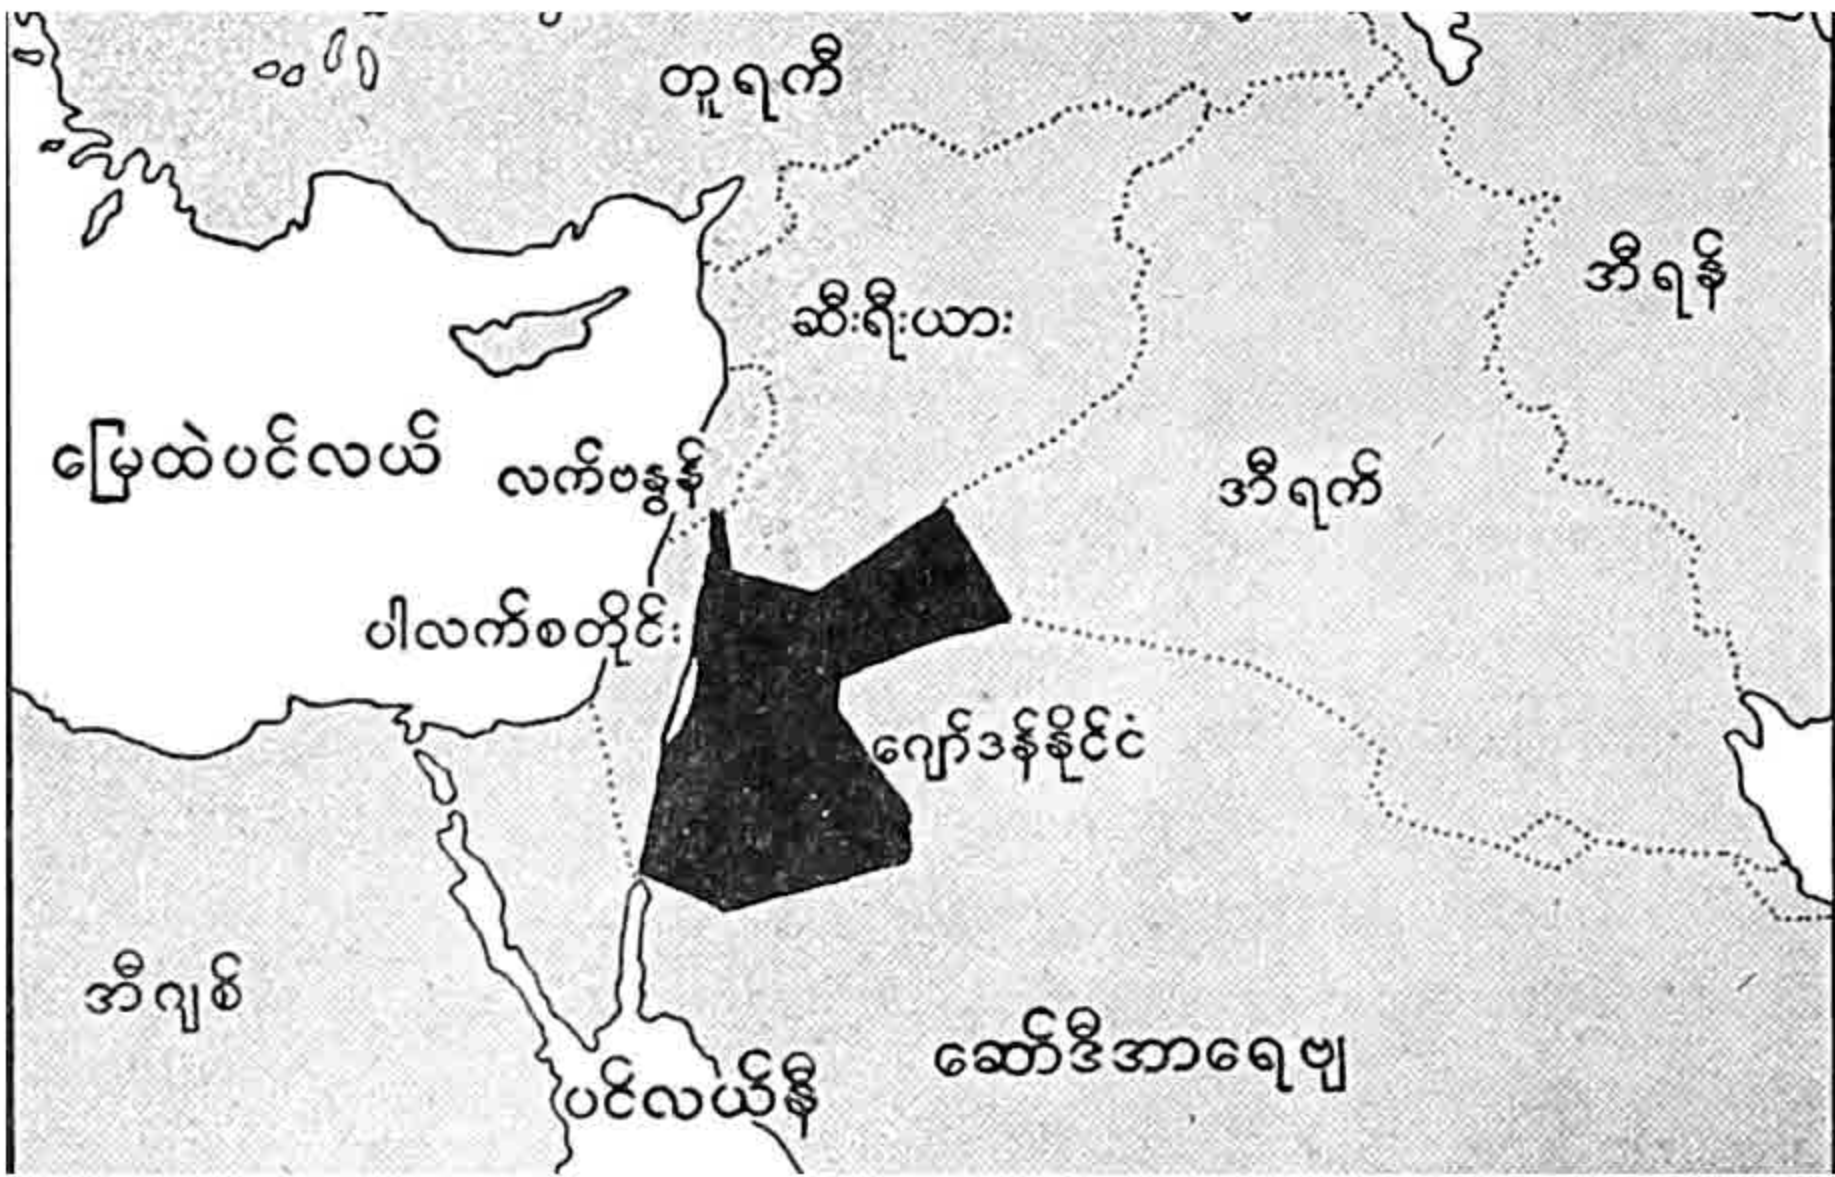 တူရကီ
အီရန်
ဆီးရီးယား
မြေထဲပင်လယ်
လက်ဗနွန်
အီရက်
ပါလက်စတိုင်း
ဂျော်ဒန်နိုင်ငံ
အီဂျစ်
ဆော်ဒီအာရေဗျ
ပင်လယ်နီ